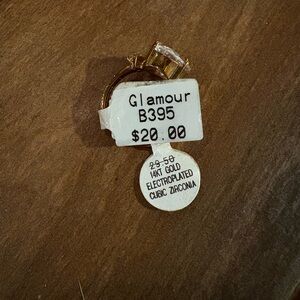 Glamour
B395
$20.00
29.50
14KT GOLD
ELECTROPLATED
CUBIC ZIRCONIA